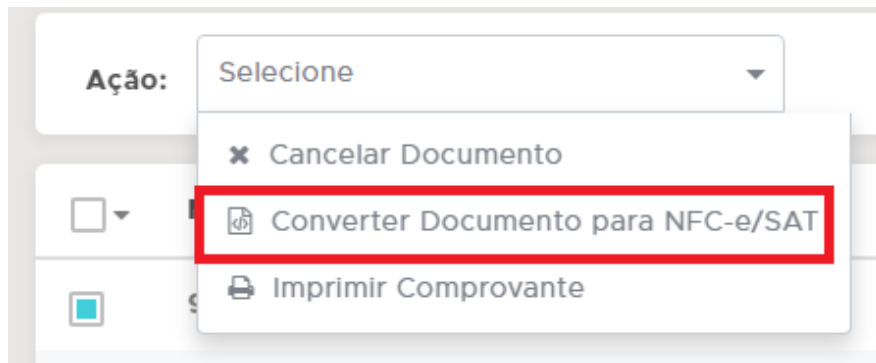 Ação:
Selecione
Cancelar Documento
Converter Documento para NFC-e/SAT
Imprimir Comprovante